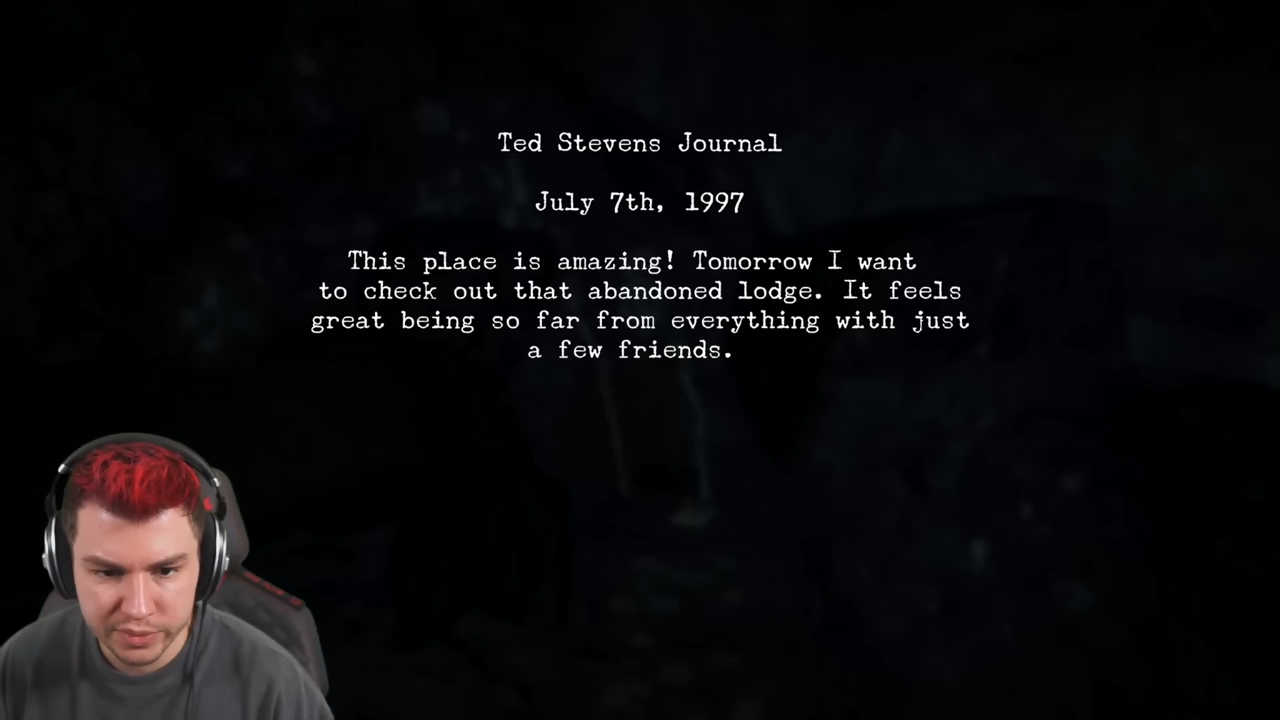 Ted Stevens Journal
July 7th, 1997
This place is amazing! Tomorrow I want
to check out that abandoned lodge. It feels
great being so far from everything with just
a few friends.